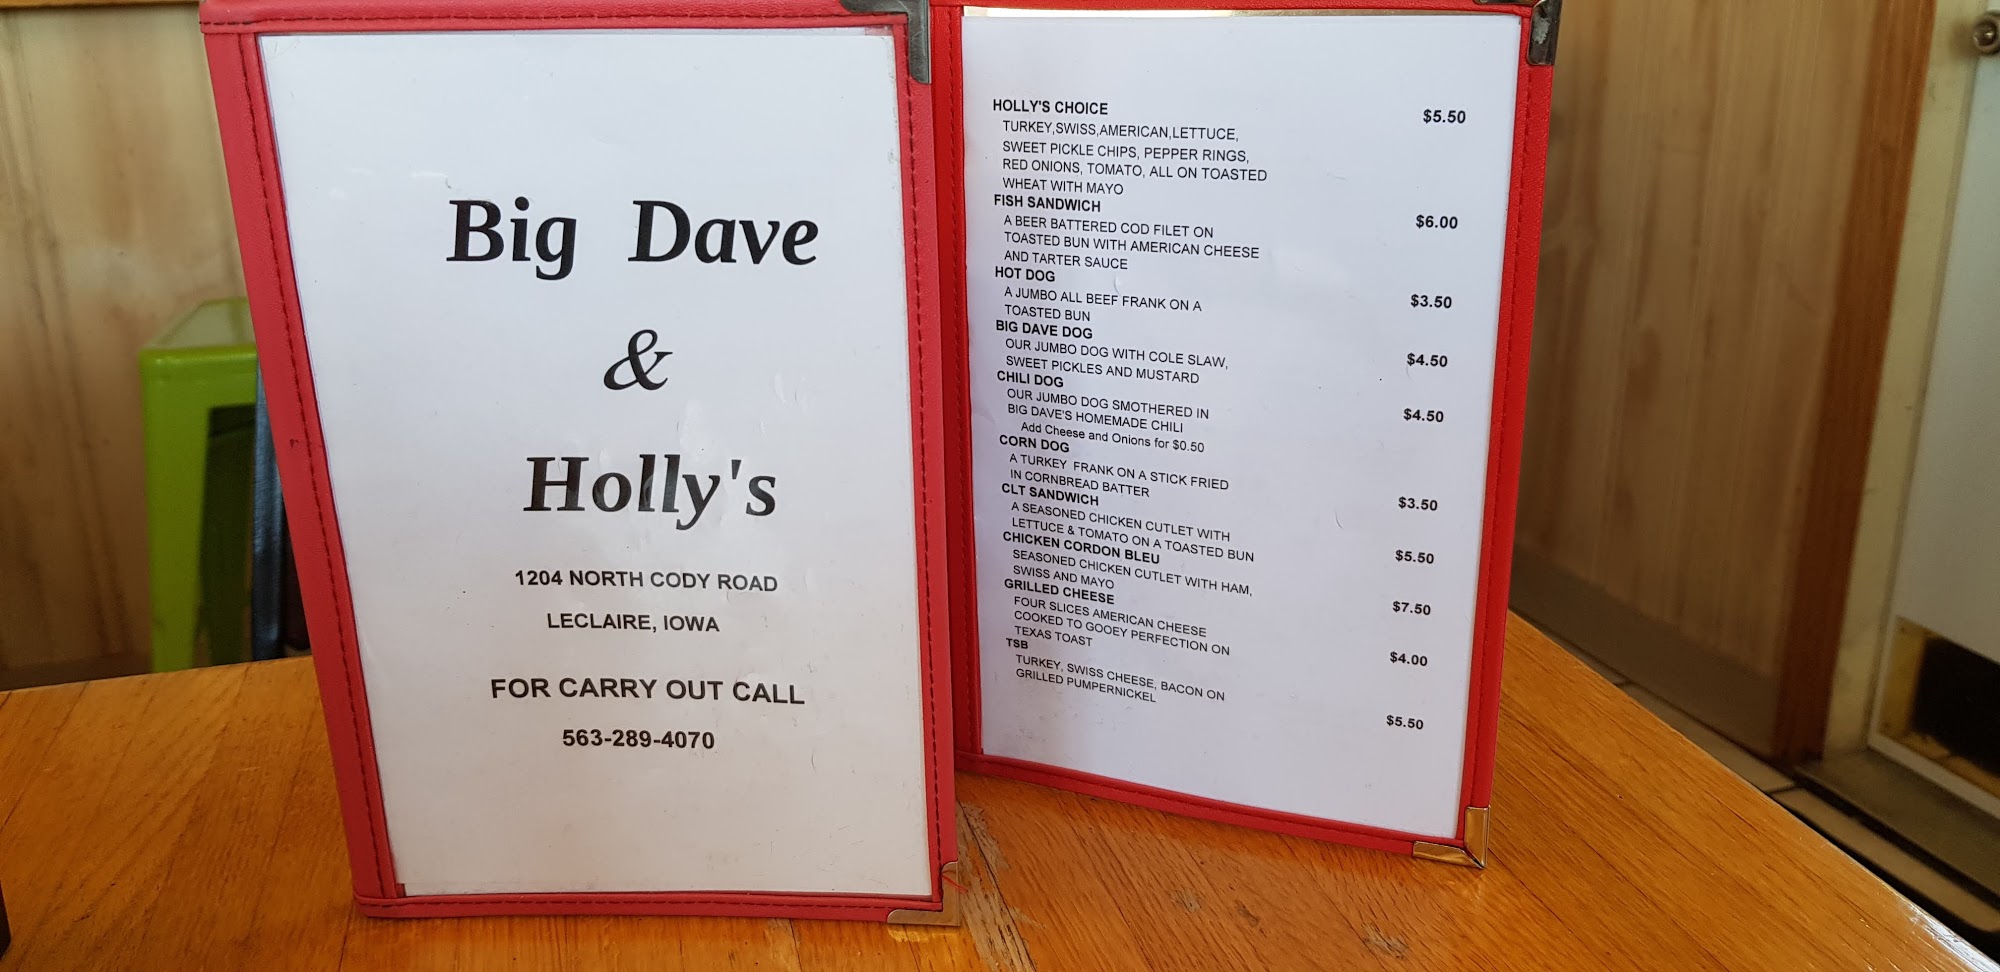 Big Dave
&
Holly's
1204 NORTH CODY ROAD
LECLAIRE, IOWA
FOR CARRY OUT CALL
563-289-4070
HOLLY'S CHOICE $5.50
TURKEY,SWISS,AMERICAN,LETTUCE,
SWEET PICKLE CHIPS, PEPPER RINGS,
RED ONIONS, TOMATO, ALL ON TOASTED
WHEAT WITH MAYO
FISH SANDWICH $6.00
A BEER BATTERED COD FILET ON
TOASTED BUN WITH AMERICAN CHEESE
AND TARTER SAUCE
HOT DOG $3.50
A JUMBO ALL BEEF FRANK ON A
TOASTED BUN
BIG DAVE DOG $4.50
OUR JUMBO DOG WITH COLE SLAW,
SWEET PICKLES AND MUSTARD
CHILI DOG $4.50
OUR JUMBO DOG SMOTHERED IN
BIG DAVE'S HOMEMADE CHILI
Add Cheese and Onions for $0.50
CORN DOG $3.50
A TURKEY FRANK ON A STICK FRIED
IN CORNBREAD BATTER
CLT SANDWICH $5.50
A SEASONED CHICKEN CUTLET WITH
LETTUCE & TOMATO ON A TOASTED BUN
CHICKEN CORDON BLEU $7.50
SEASONED CHICKEN CUTLET WITH HAM,
SWISS AND MAYO
GRILLED CHEESE $4.00
FOUR SLICES AMERICAN CHEESE
COOKED TO GOOEY PERFECTION ON
TEXAS TOAST
TSB $5.50
TURKEY, SWISS CHEESE, BACON ON
GRILLED PUMPERNICKEL